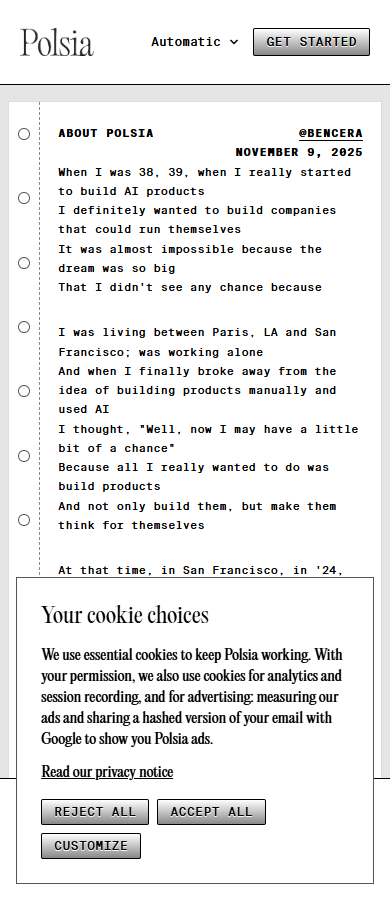 Polsia
Automatic
GET STARTED
ABOUT POLSIA
@BENCERA
NOVEMBER 9, 2025
When I was 38, 39, when I really started
to build AI products
I definitely wanted to build companies
that could run themselves
It was almost impossible because the
dream was so big
That I didn't see any chance because
I was living between Paris, LA and San
Francisco; was working alone
And when I finally broke away from the
idea of building products manually and
used AI
I thought, "Well, now I may have a little
bit of a chance"
Because all I really wanted to do was
build products
And not only build them, but make them
think for themselves
At that time, in San Francisco, in '24,
Your cookie choices
We use essential cookies to keep Polsia working. With
your permission, we also use cookies for analytics and
session recording, and for advertising: measuring our
ads and sharing a hashed version of your email with
Google to show you Polsia ads.
Read our privacy notice
REJECT ALL
ACCEPT ALL
CUSTOMIZE